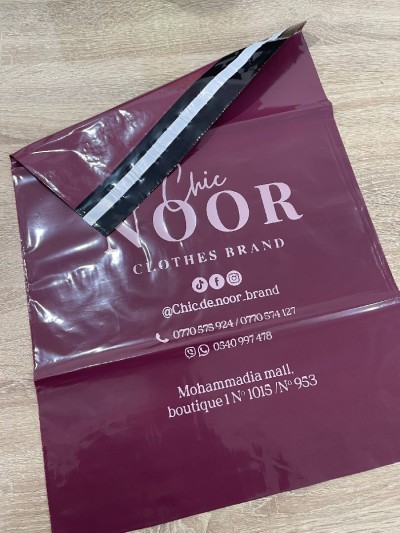 Chic
NOOR
CLOTHES BRAND
@Chic.de.noor.brand
0770 575 924 / 0770 574 127
0540 997 478
Mohammadia mall.
boutique 1 N° 1015 /N° 953